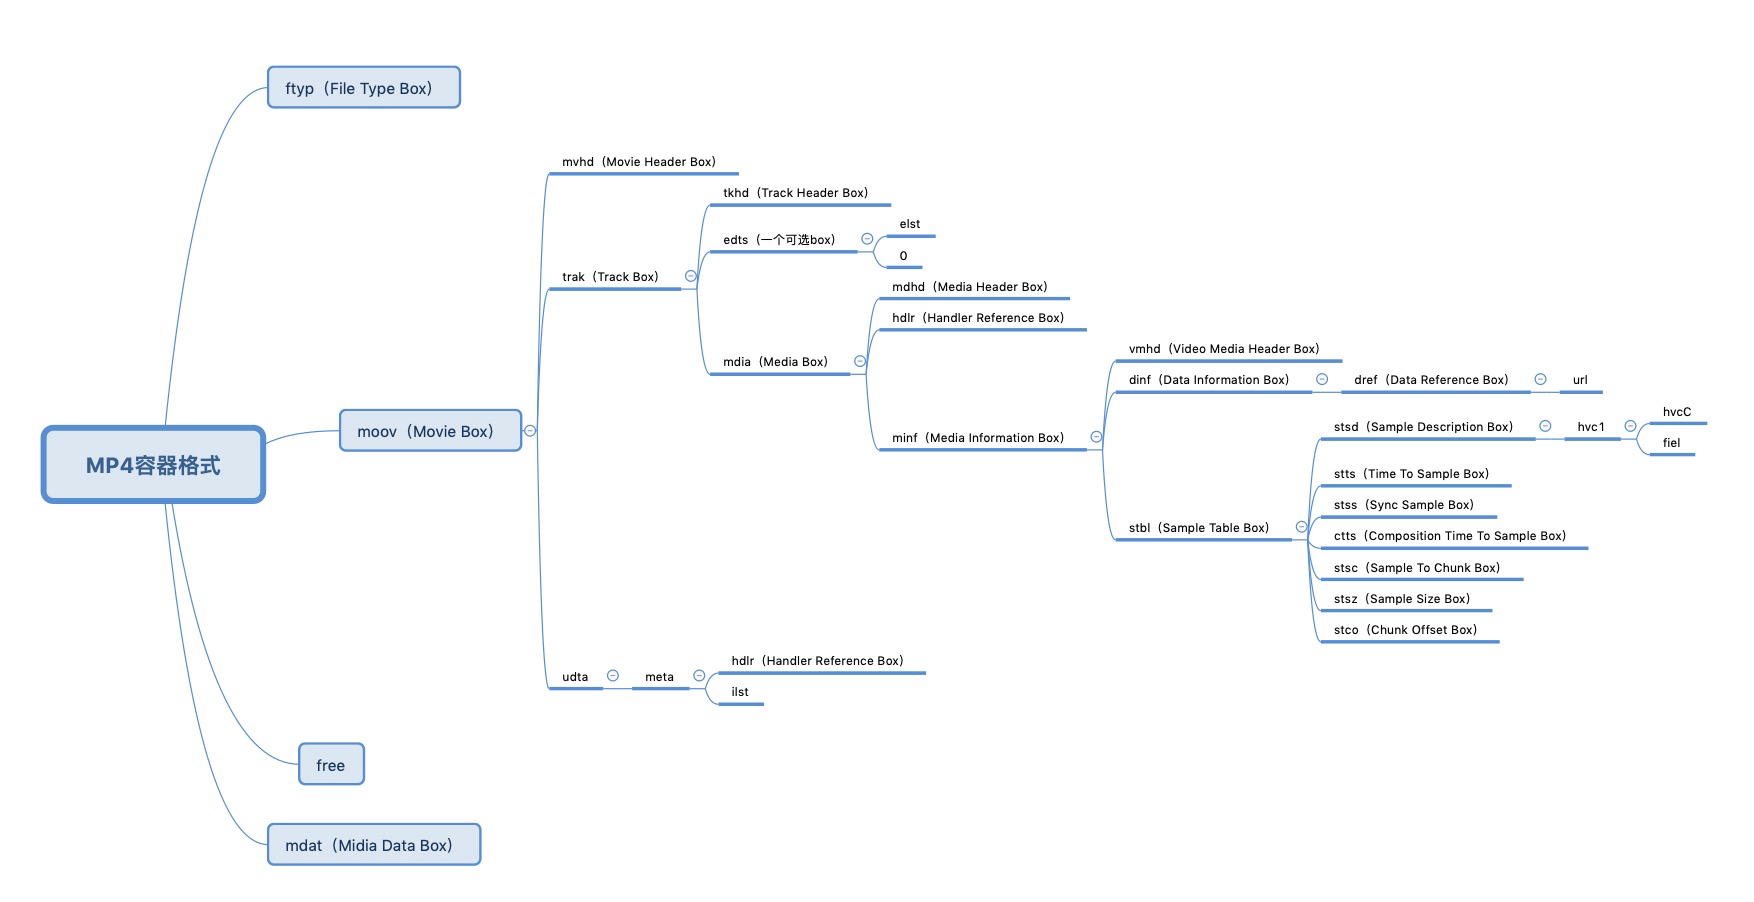 ftyp（File Type Box）
mvhd（Movie Header Box）
tkhd（Track Header Box）
elst
edts（一个可选box）
0
trak（Track Box）
mdhd（Media Header Box）
hdlr（Handler Reference Box）
vmhd（Video Media Header Box）
mdia（Media Box）
dinf（Data Information Box）
dref（Data Reference Box）
url
hvcC
stsd（Sample Description Box）
hvc1
moov（Movie Box）
minf（Media Information Box）
fiel
MP4容器格式
stts（Time To Sample Box）
stss（Sync Sample Box）
stbl（Sample Table Box）
ctts（Composition Time To Sample Box）
stsc（Sample To Chunk Box）
stsz（Sample Size Box）
stco（Chunk Offset Box）
hdlr（Handler Reference Box）
udta
meta
ilst
free
mdat（Midia Data Box）